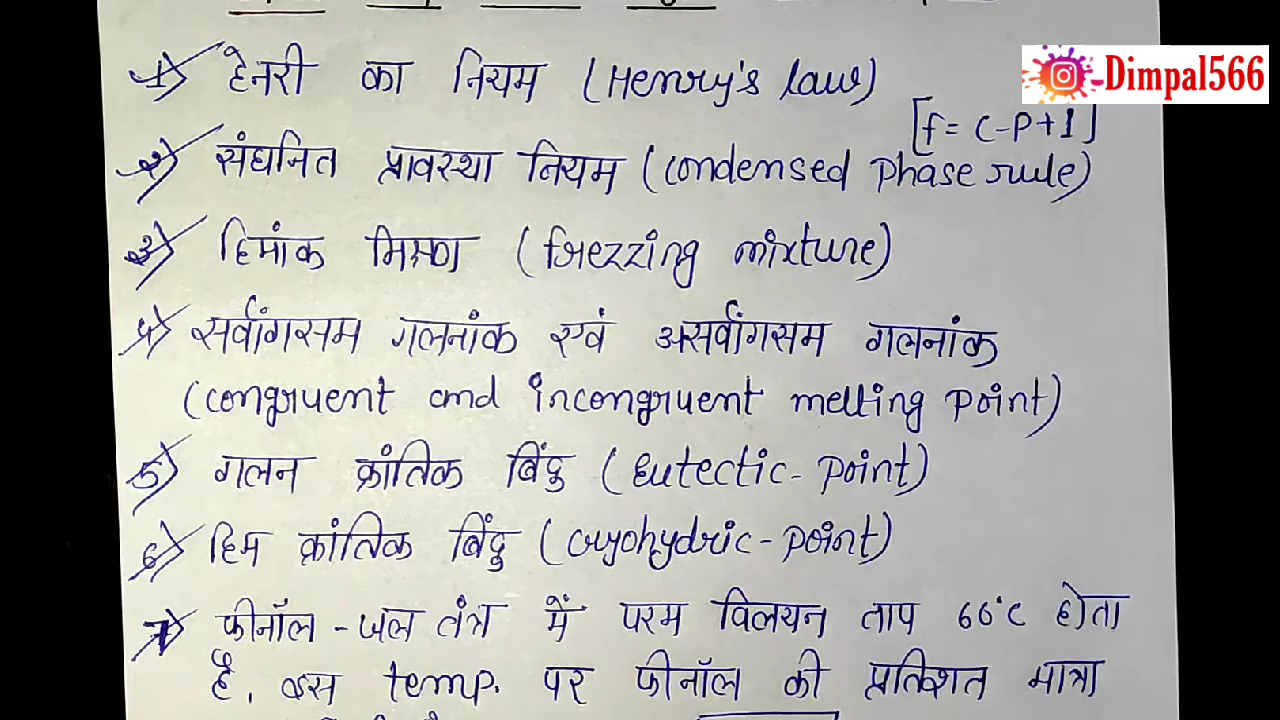 Dimpal566
1) हेनरी का नियम (Henry's law)
[f = C-P+1]
2) संघनित प्रावस्था नियम (condensed phase rule)
3) हिमांक मिश्रण (frezzing mixture)
4) सर्वांगसम गलनांक एवं असर्वांगसम गलनांक
(congruent and incongruent melting point)
5) गलन क्रांतिक बिंदु (Eutectic-point)
6) हिम क्रांतिक बिंदु (cryohydric-point)
7) फीनॉल - जल तंत्र में परम विलयन ताप 66°C होता
है. इस temp. पर फीनॉल की प्रतिशत मात्रा